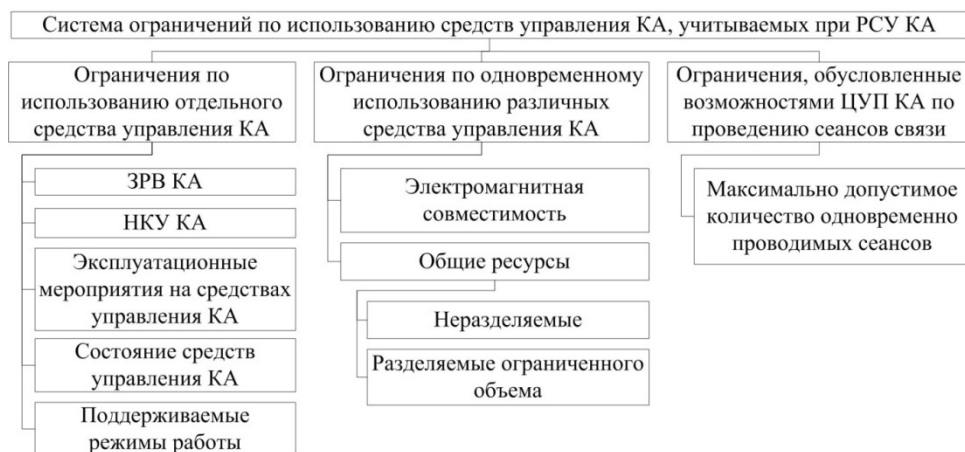 Система ограничений по использованию средств управления КА, учитываемых при РСУ КА
Ограничения по
использованию отдельного
средства управления КА
ЗРВ КА
НКУ КА
Эксплуатационные
мероприятия на средствах
управления КА
Состояние средств
управления КА
Поддерживаемые
режимы работы
Ограничения по одновременному
использованию различных
средства управления КА
Электромагнитная
совместимость
Общие ресурсы
Неразделяемые
Разделяемые ограниченного
объема
Ограничения, обусловленные
возможностями ЦУП КА по
проведению сеансов связи
Максимально допустимое
количество одновременно
проводимых сеансов